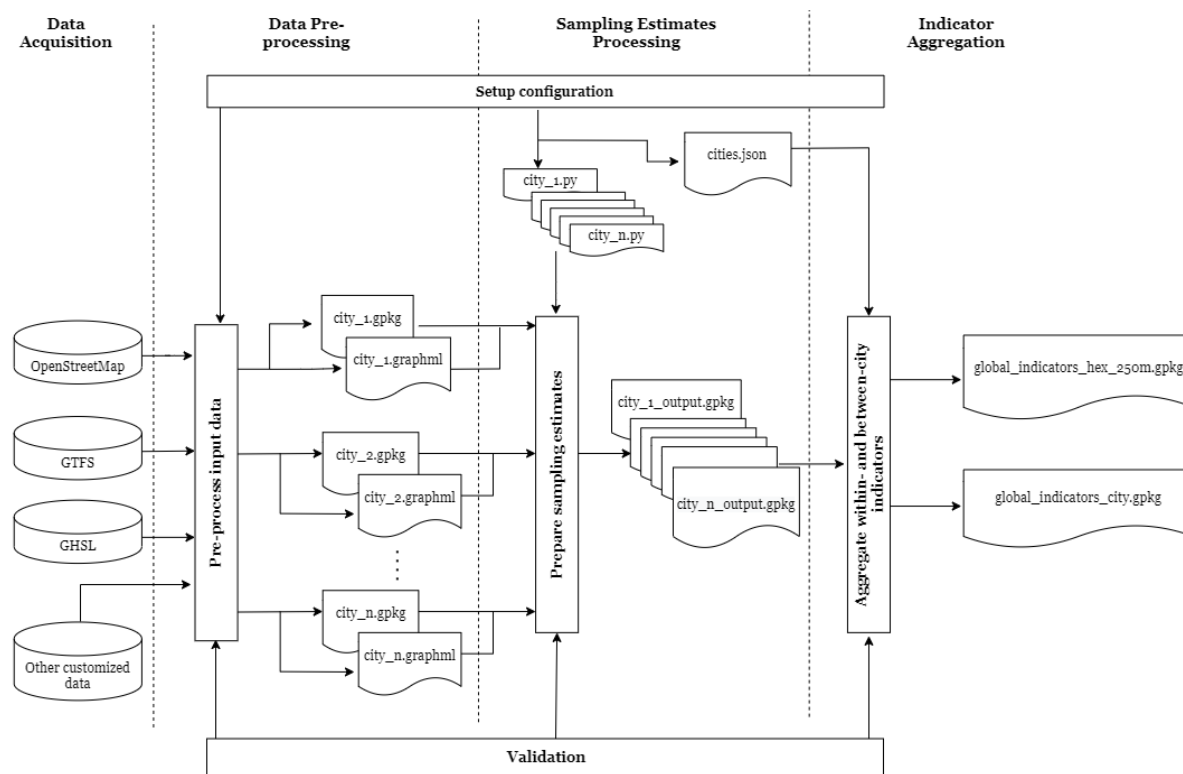 Data
Acquisition
Data Pre-
processing
Sampling Estimates
Processing
Indicator
Aggregation
Setup configuration
cities.json
city_1.py
city_n.py
OpenStreetMap
GTFS
GHSL
Other customized
data
Pre-process input data
city_1.gpkg
city_1.graphml
city_2.gpkg
city_2.graphml
city_n.gpkg
city_n.graphml
Prepare sampling estimates
city_1_output.gpkg
city_n_output.gpkg
Aggregate within- and between-city
indicators
global_indicators_hex_250m.gpkg
global_indicators_city.gpkg
Validation